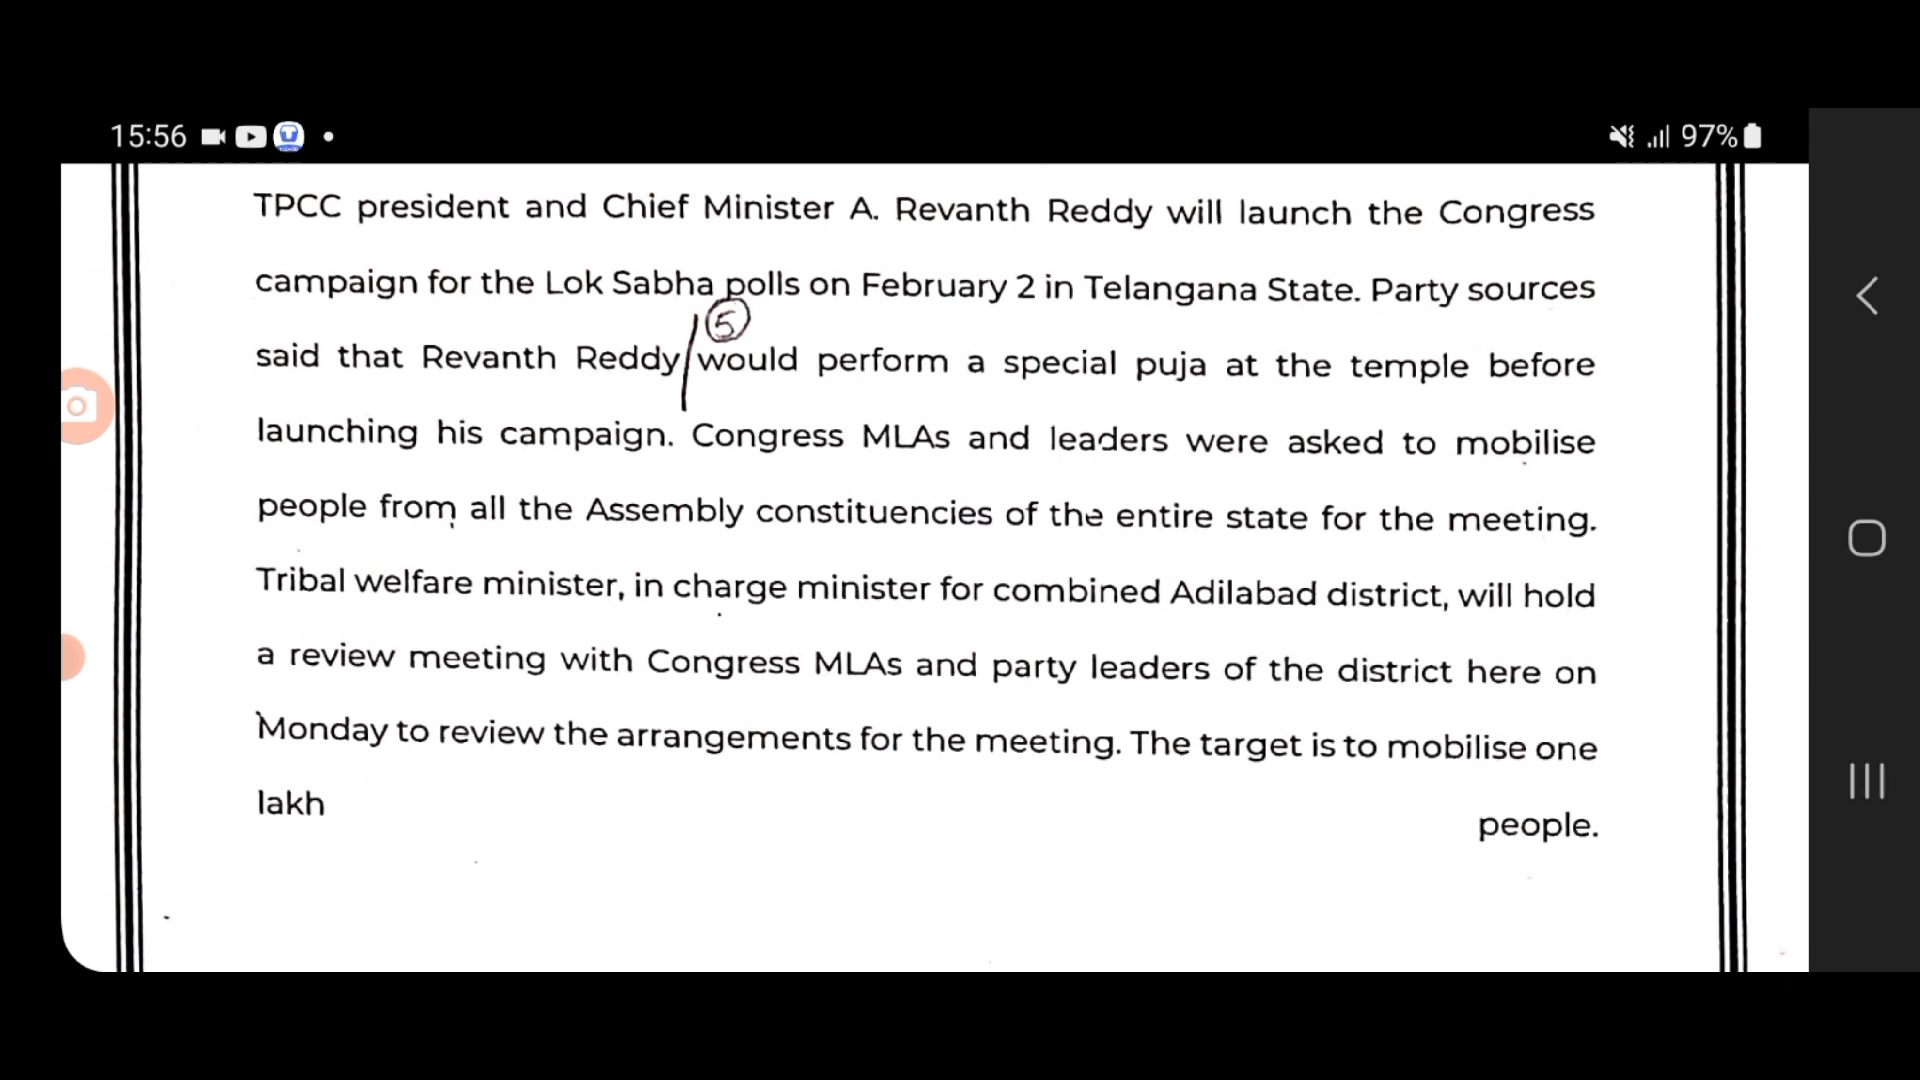 15:56
97%
TPCC president and Chief Minister A. Revanth Reddy will launch the Congress
campaign for the Lok Sabha polls on February 2 in Telangana State. Party sources
5
said that Revanth Reddy/would perform a special puja at the temple before
launching his campaign. Congress MLAs and leaders were asked to mobilise
people from all the Assembly constituencies of the entire state for the meeting.
Tribal welfare minister, in charge minister for combined Adilabad district, will hold
a review meeting with Congress MLAs and party leaders of the district here on
Monday to review the arrangements for the meeting. The target is to mobilise one
lakh people.